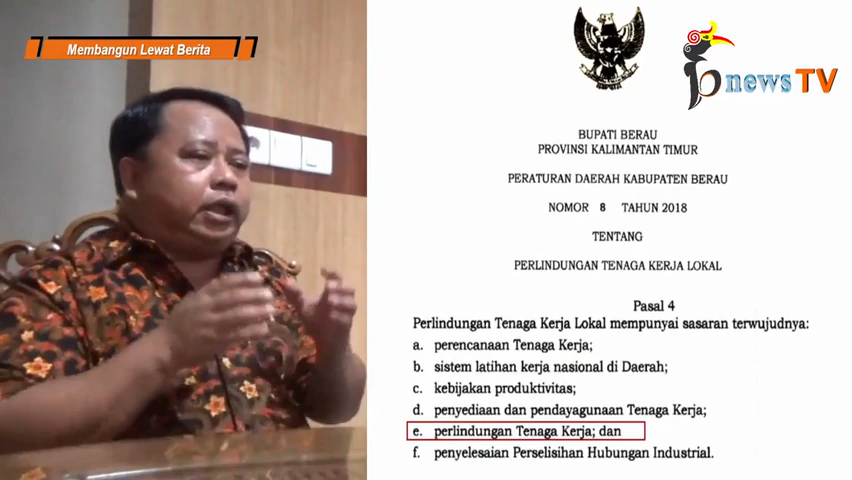 Membangun Lewat Berita
bnews TV
BUPATI BERAU
PROVINSI KALIMANTAN TIMUR
PERATURAN DAERAH KABUPATEN BERAU
NOMOR 8 TAHUN 2018
TENTANG
PERLINDUNGAN TENAGA KERJA LOKAL
Pasal 4
Perlindungan Tenaga Kerja Lokal mempunyai sasaran terwujudnya:
a. perencanaan Tenaga Kerja;
b. sistem latihan kerja nasional di Daerah;
c. kebijakan produktivitas;
d. penyediaan dan pendayagunaan Tenaga Kerja;
e. perlindungan Tenaga Kerja; dan
f. penyelesaian Perselisihan Hubungan Industrial.